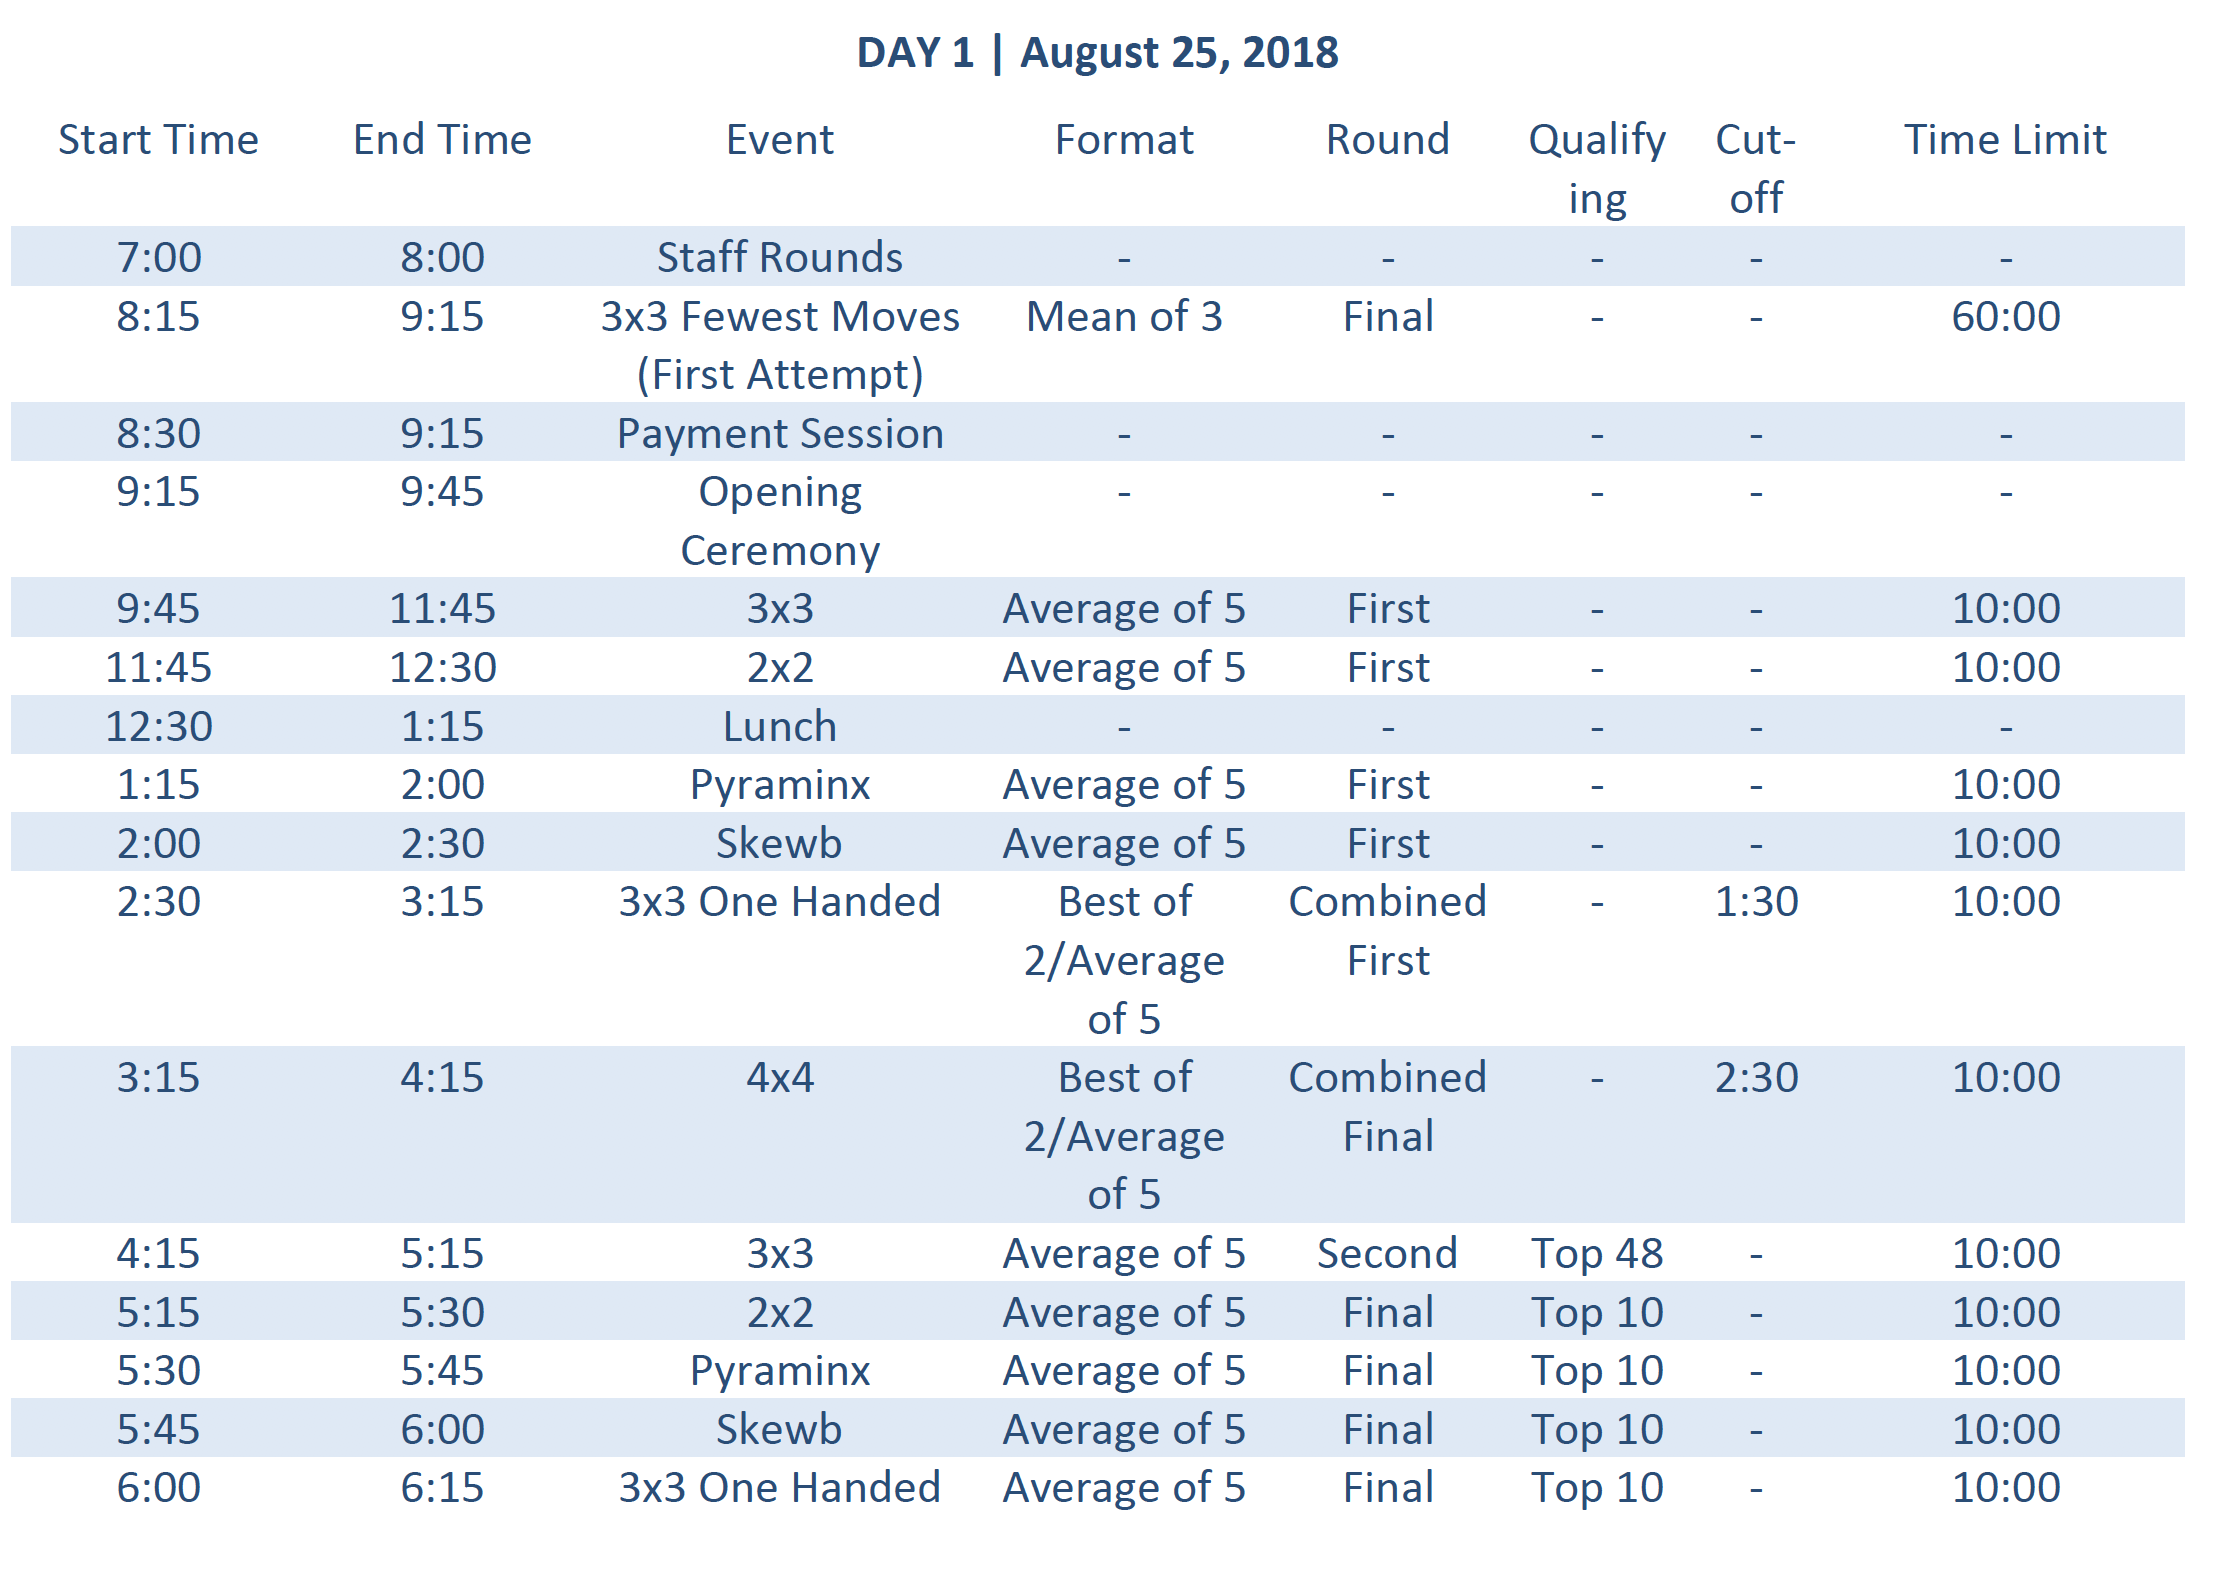 DAY 1 | August 25, 2018
Start Time End Time Event Format Round Qualify Cut- Time Limit
ing off
7:00 8:00 Staff Rounds - - - - -
8:15 9:15 3x3 Fewest Moves Mean of 3 Final - - 60:00
(First Attempt)
8:30 9:15 Payment Session - - - - -
9:15 9:45 Opening - - - - -
Ceremony
9:45 11:45 3x3 Average of 5 First - - 10:00
11:45 12:30 2x2 Average of 5 First - - 10:00
12:30 1:15 Lunch - - - - -
1:15 2:00 Pyraminx Average of 5 First - - 10:00
2:00 2:30 Skewb Average of 5 First - - 10:00
2:30 3:15 3x3 One Handed Best of Combined - 1:30 10:00
2/Average First
of 5
3:15 4:15 4x4 Best of Combined - 2:30 10:00
2/Average Final
of 5
4:15 5:15 3x3 Average of 5 Second Top 48 - 10:00
5:15 5:30 2x2 Average of 5 Final Top 10 - 10:00
5:30 5:45 Pyraminx Average of 5 Final Top 10 - 10:00
5:45 6:00 Skewb Average of 5 Final Top 10 - 10:00
6:00 6:15 3x3 One Handed Average of 5 Final Top 10 - 10:00